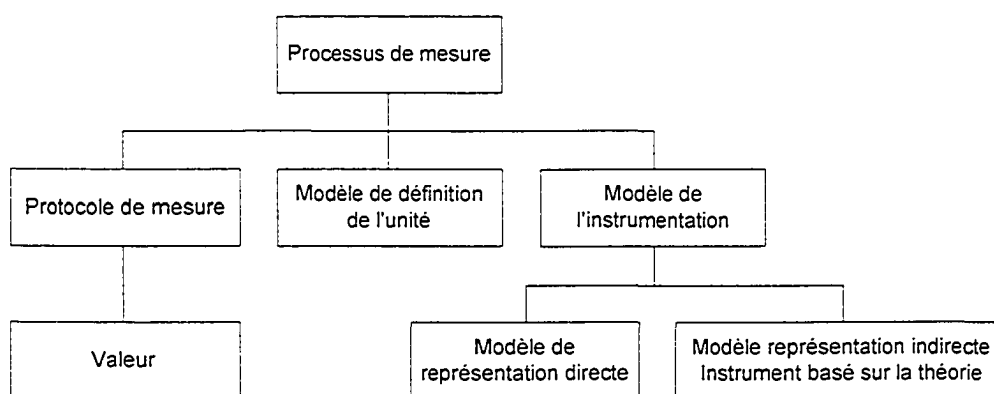 Processus de mesure
Protocole de mesure
Modèle de définition
de l'unité
Modèle de
l'instrumentation
Valeur
Modèle de
représentation directe
Modèle représentation indirecte
Instrument basé sur la théorie